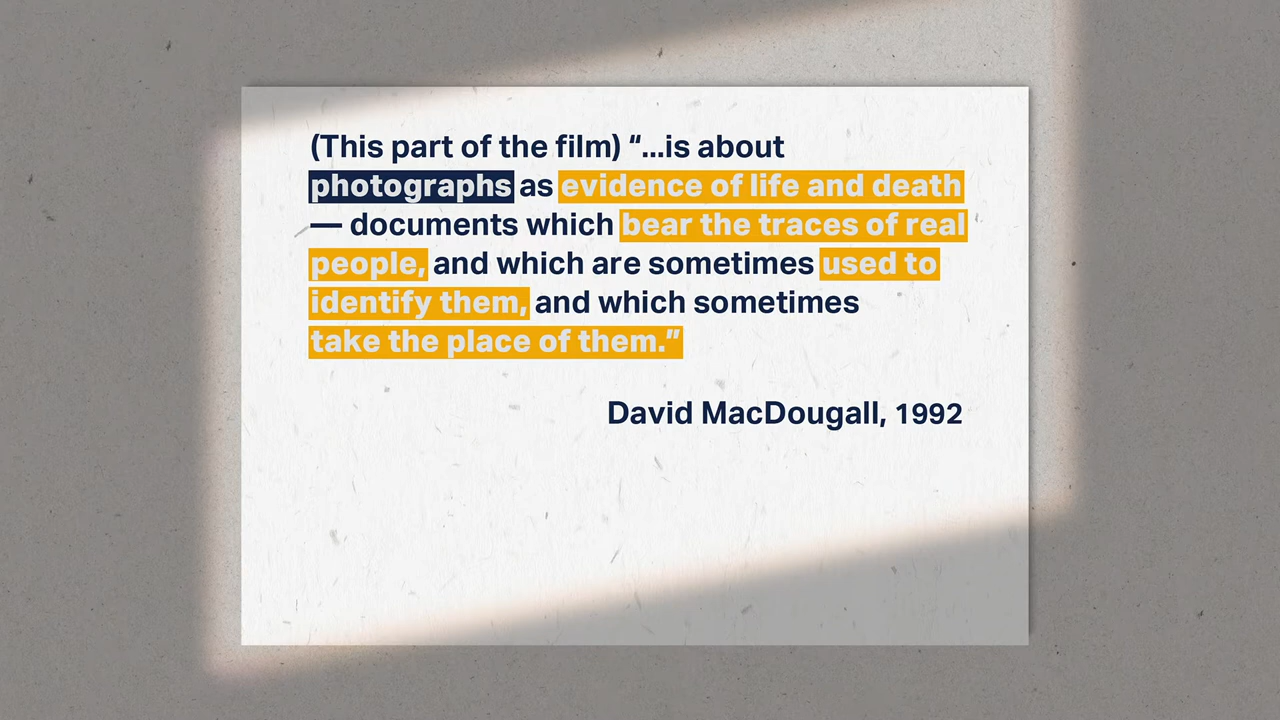 (This part of the film) “...is about
photographs as evidence of life and death
— documents which bear the traces of real
people, and which are sometimes used to
identify them, and which sometimes
take the place of them.”
David MacDougall, 1992